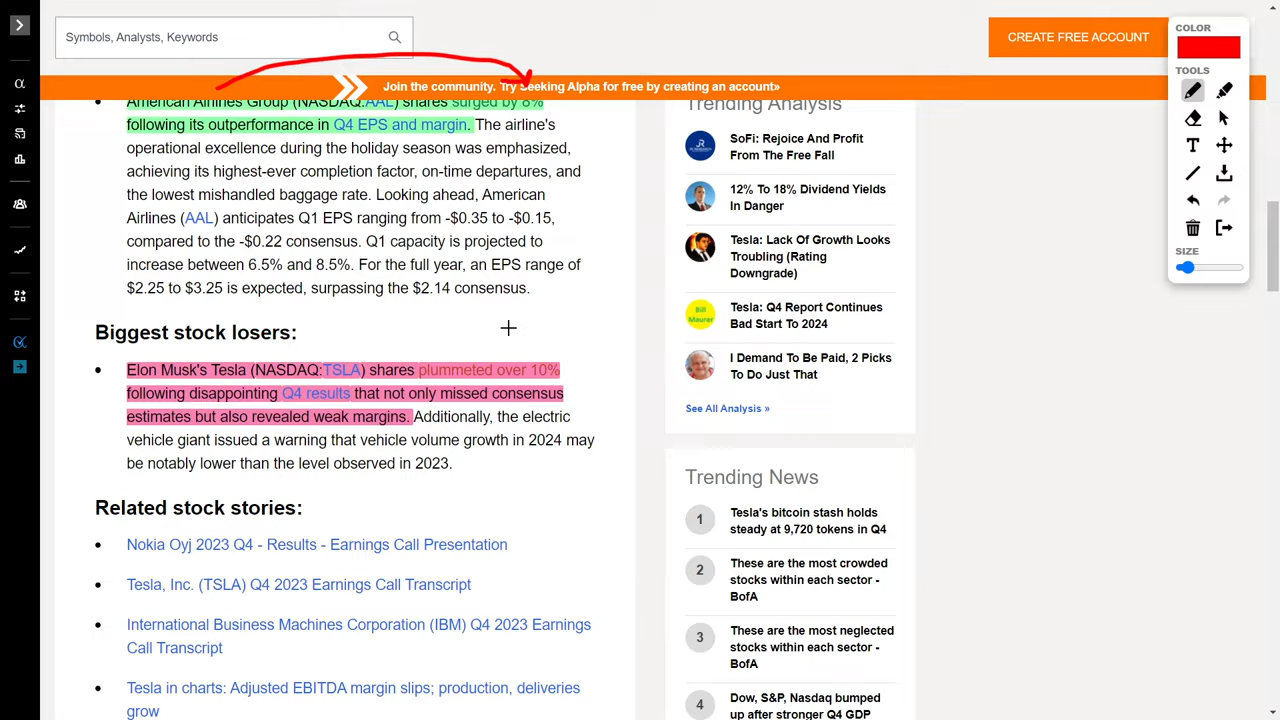 Symbols, Analysts, Keywords
CREATE FREE ACCOUNT
Join the community. Try Seeking Alpha for free by creating an account»
American Airlines Group (NASDAQ:AAL) shares surged by 8%
following its outperformance in Q4 EPS and margin. The airline's
operational excellence during the holiday season was emphasized,
achieving its highest-ever completion factor, on-time departures, and
the lowest mishandled baggage rate. Looking ahead, American
Airlines (AAL) anticipates Q1 EPS ranging from -$0.35 to -$0.15,
compared to the -$0.22 consensus. Q1 capacity is projected to
increase between 6.5% and 8.5%. For the full year, an EPS range of
$2.25 to $3.25 is expected, surpassing the $2.14 consensus.
Biggest stock losers:
Elon Musk's Tesla (NASDAQ:TSLA) shares plummeted over 10%
following disappointing Q4 results that not only missed consensus
estimates but also revealed weak margins. Additionally, the electric
vehicle giant issued a warning that vehicle volume growth in 2024 may
be notably lower than the level observed in 2023.
Related stock stories:
Nokia Oyj 2023 Q4 - Results - Earnings Call Presentation
Tesla, Inc. (TSLA) Q4 2023 Earnings Call Transcript
International Business Machines Corporation (IBM) Q4 2023 Earnings
Call Transcript
Tesla in charts: Adjusted EBITDA margin slips; production, deliveries
grow
Trending Analysis
SoFi: Rejoice And Profit
From The Free Fall
12% To 18% Dividend Yields
In Danger
Tesla: Lack Of Growth Looks
Troubling (Rating
Downgrade)
Bill
Maurer
Tesla: Q4 Report Continues
Bad Start To 2024
I Demand To Be Paid, 2 Picks
To Do Just That
See All Analysis »
Trending News
1
Tesla's bitcoin stash holds
steady at 9,720 tokens in Q4
2
These are the most crowded
stocks within each sector -
BofA
3
These are the most neglected
stocks within each sector -
BofA
4
Dow, S&P, Nasdaq bumped
up after stronger Q4 GDP
COLOR
TOOLS
T
SIZE